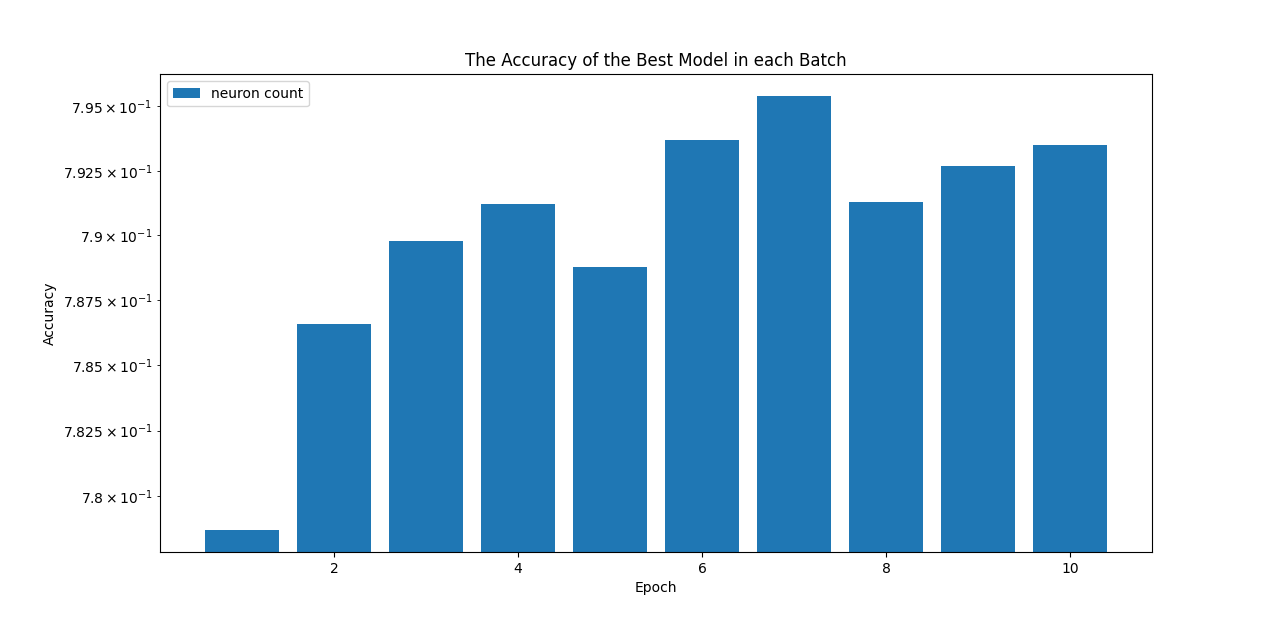 The Accuracy of the Best Model in each Batch
neuron count
Accuracy
7.95 × 10⁻¹
7.925 × 10⁻¹
7.9 × 10⁻¹
7.875 × 10⁻¹
7.85 × 10⁻¹
7.825 × 10⁻¹
7.8 × 10⁻¹
2 4 6 8 10
Epoch